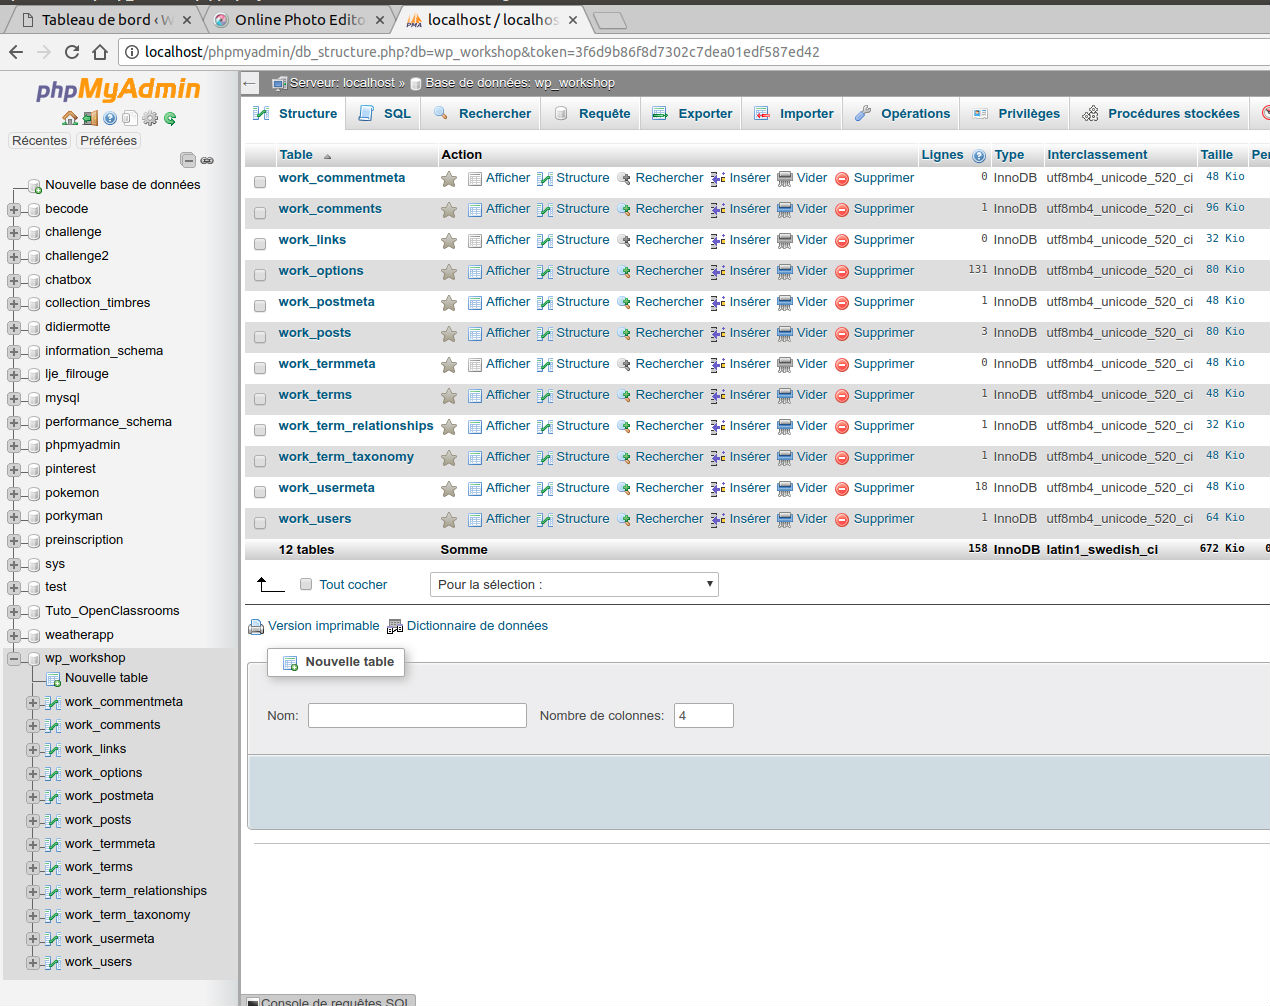 Tableau de bord ‹ W
Online Photo Edito
localhost / localhos
localhost/phpmyadmin/db_structure.php?db=wp_workshop&token=3f6d9b86f8d7302c7dea01edf587ed42
phpMyAdmin
Récentes Préférées
Nouvelle base de données
becode
challenge
challenge2
chatbox
collection_timbres
didiermotte
information_schema
lje_filrouge
mysql
performance_schema
phpmyadmin
pinterest
pokemon
porkyman
preinscription
sys
test
Tuto_OpenClassrooms
weatherapp
wp_workshop
Nouvelle table
work_commentmeta
work_comments
work_links
work_options
work_postmeta
work_posts
work_termmeta
work_terms
work_term_relationships
work_term_taxonomy
work_usermeta
work_users
Serveur: localhost » Base de données: wp_workshop
Structure SQL Rechercher Requête Exporter Importer Opérations Privilèges Procédures stockées
Table Action Lignes Type Interclassement Taille Per
work_commentmeta Afficher Structure Rechercher Insérer Vider Supprimer 0 InnoDB utf8mb4_unicode_520_ci 48 Kio
work_comments Afficher Structure Rechercher Insérer Vider Supprimer 1 InnoDB utf8mb4_unicode_520_ci 96 Kio
work_links Afficher Structure Rechercher Insérer Vider Supprimer 0 InnoDB utf8mb4_unicode_520_ci 32 Kio
work_options Afficher Structure Rechercher Insérer Vider Supprimer 131 InnoDB utf8mb4_unicode_520_ci 80 Kio
work_postmeta Afficher Structure Rechercher Insérer Vider Supprimer 1 InnoDB utf8mb4_unicode_520_ci 48 Kio
work_posts Afficher Structure Rechercher Insérer Vider Supprimer 3 InnoDB utf8mb4_unicode_520_ci 80 Kio
work_termmeta Afficher Structure Rechercher Insérer Vider Supprimer 0 InnoDB utf8mb4_unicode_520_ci 48 Kio
work_terms Afficher Structure Rechercher Insérer Vider Supprimer 1 InnoDB utf8mb4_unicode_520_ci 48 Kio
work_term_relationships Afficher Structure Rechercher Insérer Vider Supprimer 1 InnoDB utf8mb4_unicode_520_ci 32 Kio
work_term_taxonomy Afficher Structure Rechercher Insérer Vider Supprimer 1 InnoDB utf8mb4_unicode_520_ci 48 Kio
work_usermeta Afficher Structure Rechercher Insérer Vider Supprimer 18 InnoDB utf8mb4_unicode_520_ci 48 Kio
work_users Afficher Structure Rechercher Insérer Vider Supprimer 1 InnoDB utf8mb4_unicode_520_ci 64 Kio
12 tables Somme 158 InnoDB latin1_swedish_ci 672 Kio 0
Tout cocher Pour la sélection :
Version imprimable Dictionnaire de données
Nouvelle table
Nom: Nombre de colonnes: 4
Console de requêtes SQL